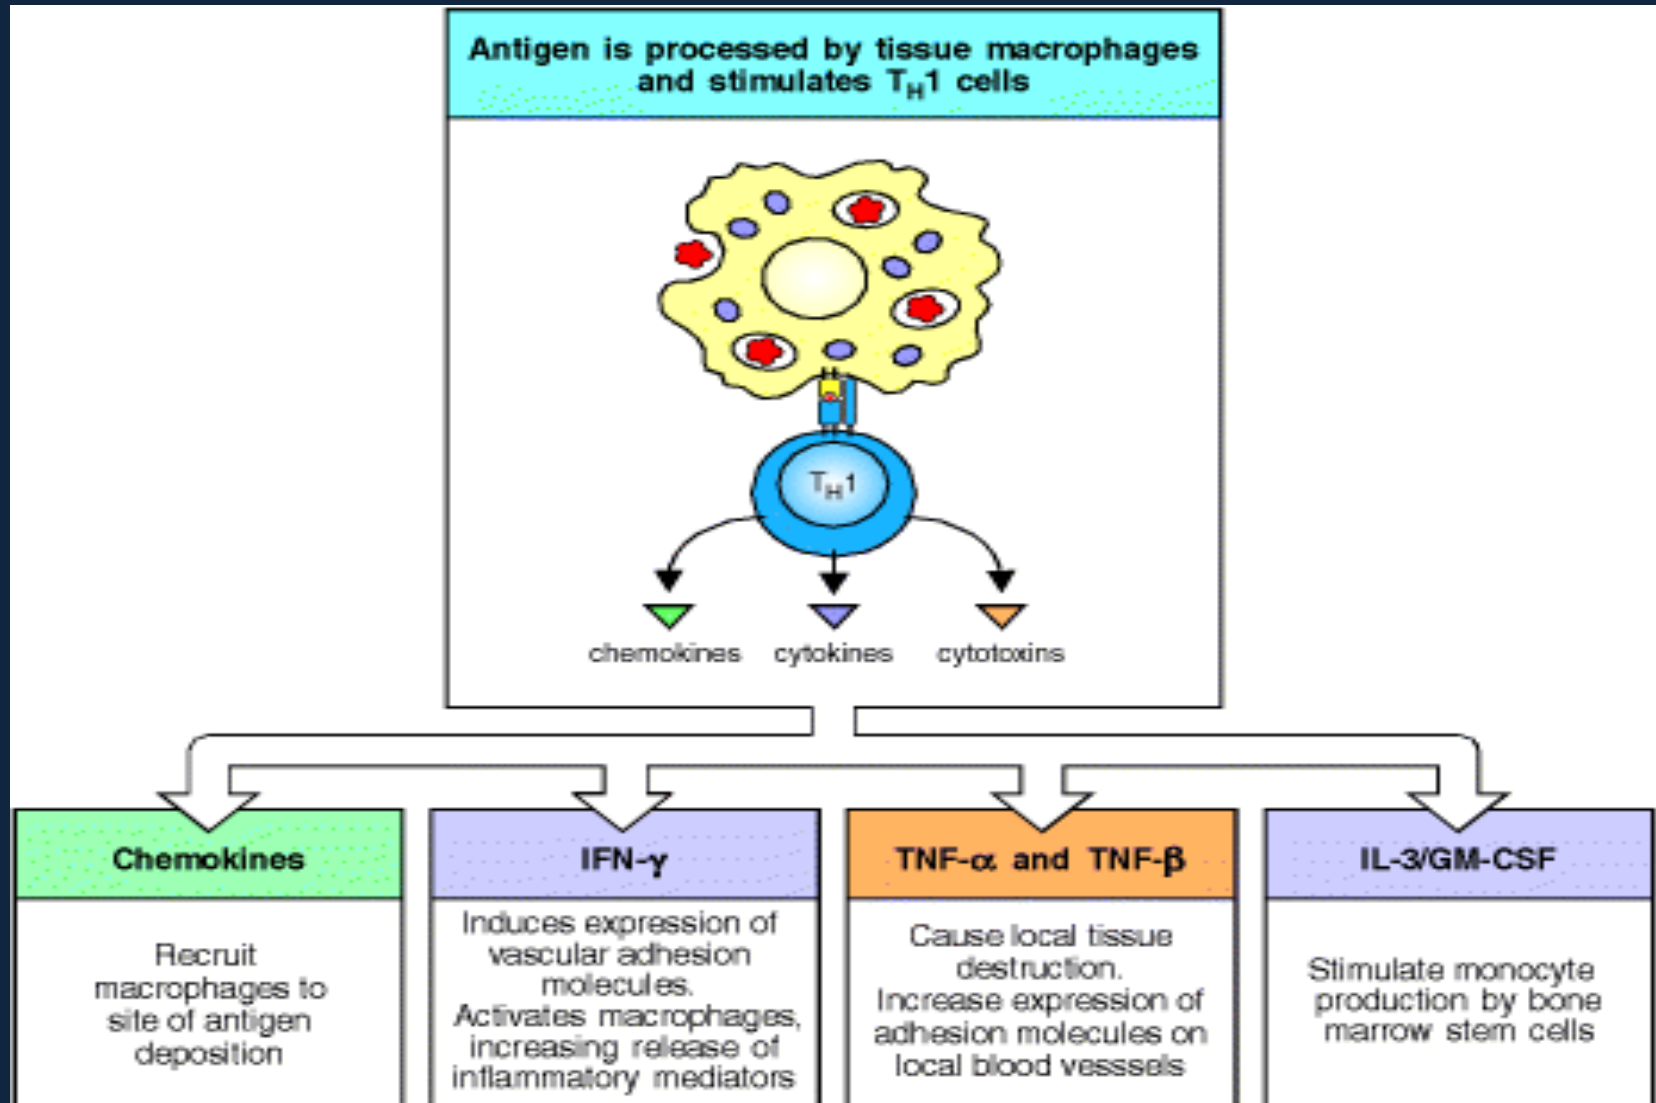 Antigen is processed by tissue macrophages
and stimulates TH1 cells
TH1
chemokines
cytokines
cytotoxins
Chemokines
Recruit
macrophages to
site of antigen
deposition
IFN-γ
Induces expression of
vascular adhesion
molecules.
Activates macrophages,
increasing release of
inflammatory mediators
TNF-α and TNF-β
Cause local tissue
destruction.
Increase expression of
adhesion molecules on
local blood vesssels
IL-3/GM-CSF
Stimulate monocyte
production by bone
marrow stem cells